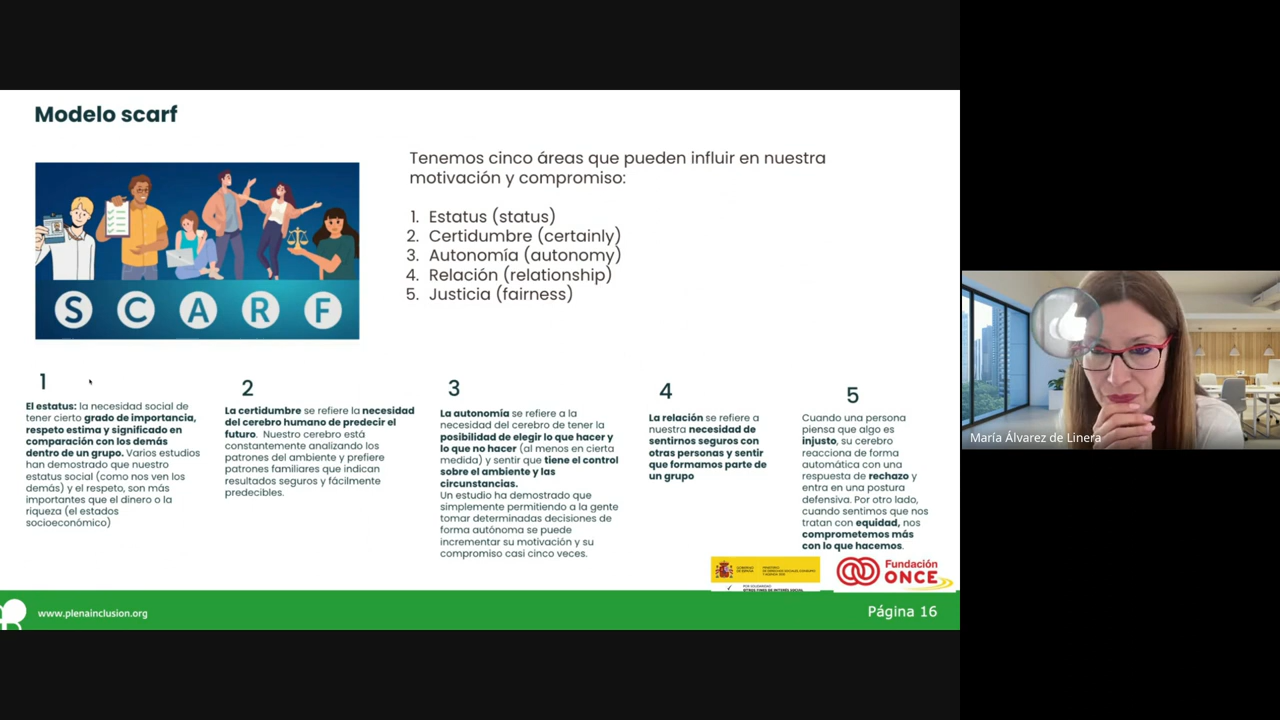 Modelo scarf
S C A R F
Tenemos cinco áreas que pueden influir en nuestra
motivación y compromiso:
1. Estatus (status)
2. Certidumbre (certainly)
3. Autonomía (autonomy)
4. Relación (relationship)
5. Justicia (fairness)
1
El estatus: la necesidad social de
tener cierto grado de importancia,
respeto estima y significado en
comparación con los demás
dentro de un grupo. Varios estudios
han demostrado que nuestro
estatus social (como nos ven los
demás) y el respeto, son más
importantes que el dinero o la
riqueza (el estados
socioeconómico)
2
La certidumbre se refiere la necesidad
del cerebro humano de predecir el
futuro. Nuestro cerebro está
constantemente analizando los
patrones del ambiente y prefiere
patrones familiares que indican
resultados seguros y fácilmente
predecibles.
3
La autonomía se refiere a la
necesidad del cerebro de tener la
posibilidad de elegir lo que hacer y
lo que no hacer (al menos en cierta
medida) y sentir que tiene el control
sobre el ambiente y las
circunstancias.
Un estudio ha demostrado que
simplemente permitiendo a la gente
tomar determinadas decisiones de
forma autónoma se puede
incrementar su motivación y su
compromiso casi cinco veces.
4
La relación se refiere a
nuestra necesidad de
sentirnos seguros con
otras personas y sentir
que formamos parte de
un grupo
5
Cuando una persona
piensa que algo es
injusto, su cerebro
reacciona de forma
automática con una
respuesta de rechazo y
entra en una postura
defensiva. Por otro lado,
cuando sentimos que nos
tratan con equidad, nos
comprometemos más
con lo que hacemos.
Fundación
ONCE
www.plenainclusion.org
Página 16
María Álvarez de Linera